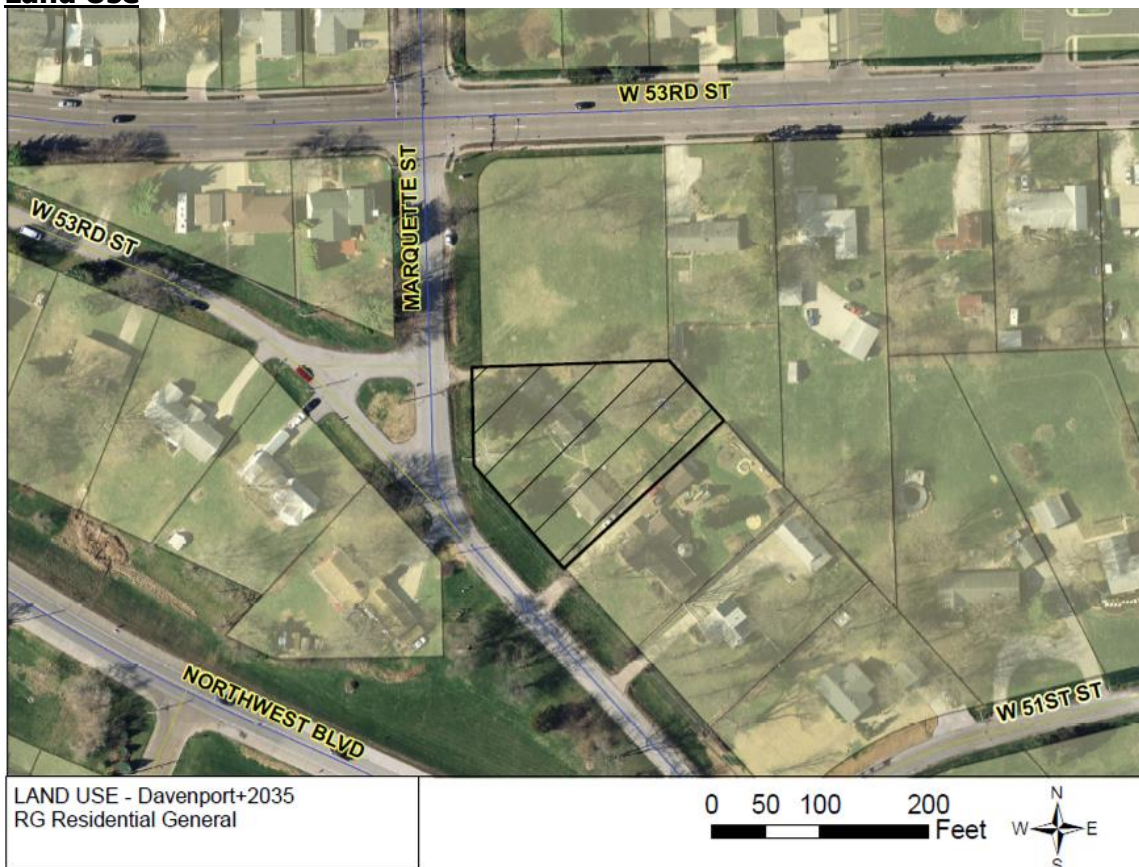 Land Use
W 53RD ST
MARQUETTE ST
W 53RD ST
NORTHWEST BLVD
W 51ST ST
LAND USE - Davenport+2035
RG Residential General
0 50 100 200
Feet
N
W E
S